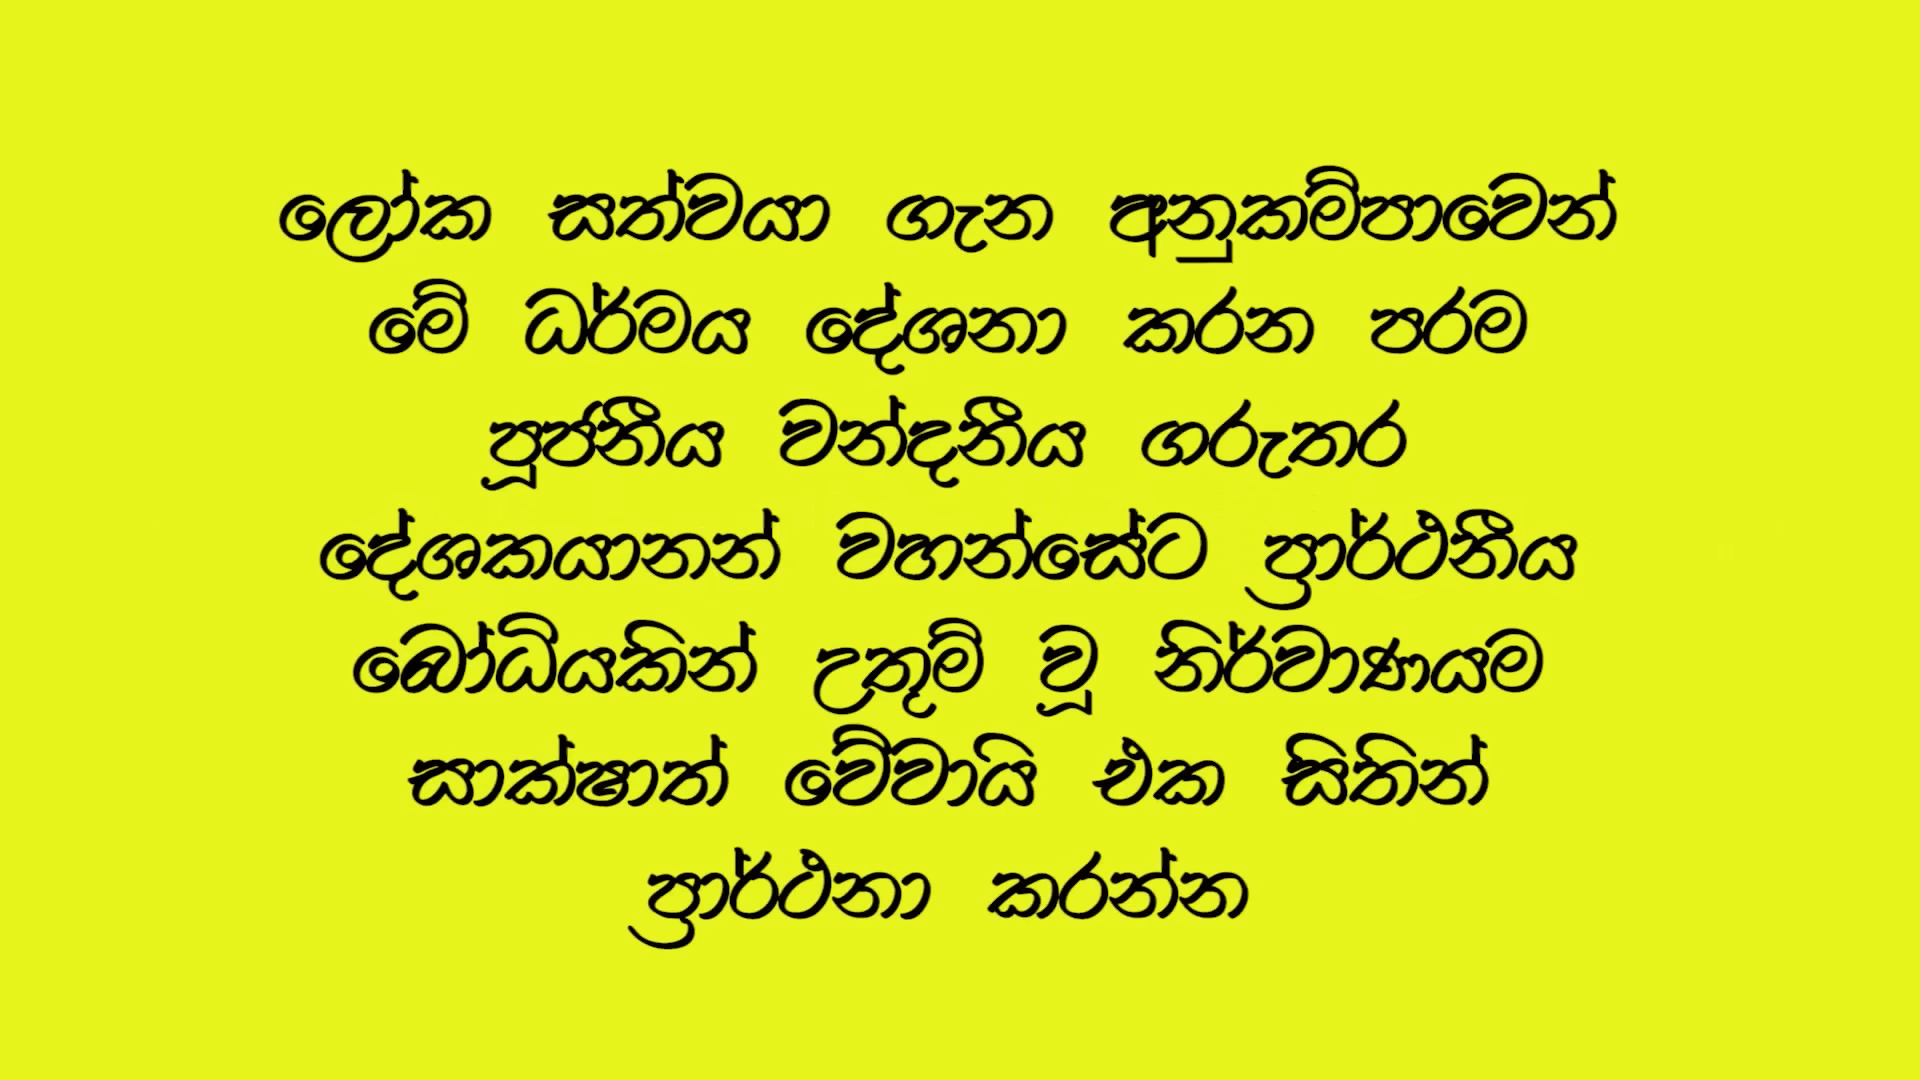 ලෝක සත්වයා ගැන අනුකම්පාවෙන්
මේ ධර්මය දේශනා කරන පරම
පූජනීය වන්දනීය ගරුතර
දේශකයානන් වහන්සේට ප්‍රාර්ථනීය
බෝධියකින් උතුම් වූ නිර්වාණයම
සාක්ෂාත් වේවායි එක සිතින්
ප්‍රාර්ථනා කරන්න